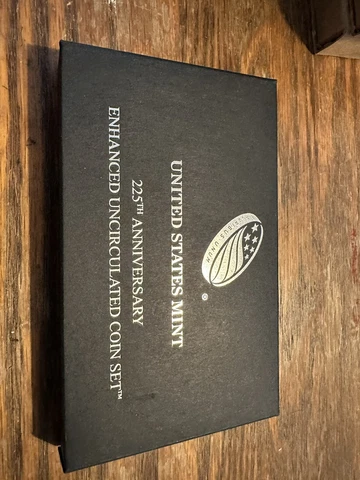 UNITED STATES MINT
225TH ANNIVERSARY
ENHANCED UNCIRCULATED COIN SET™